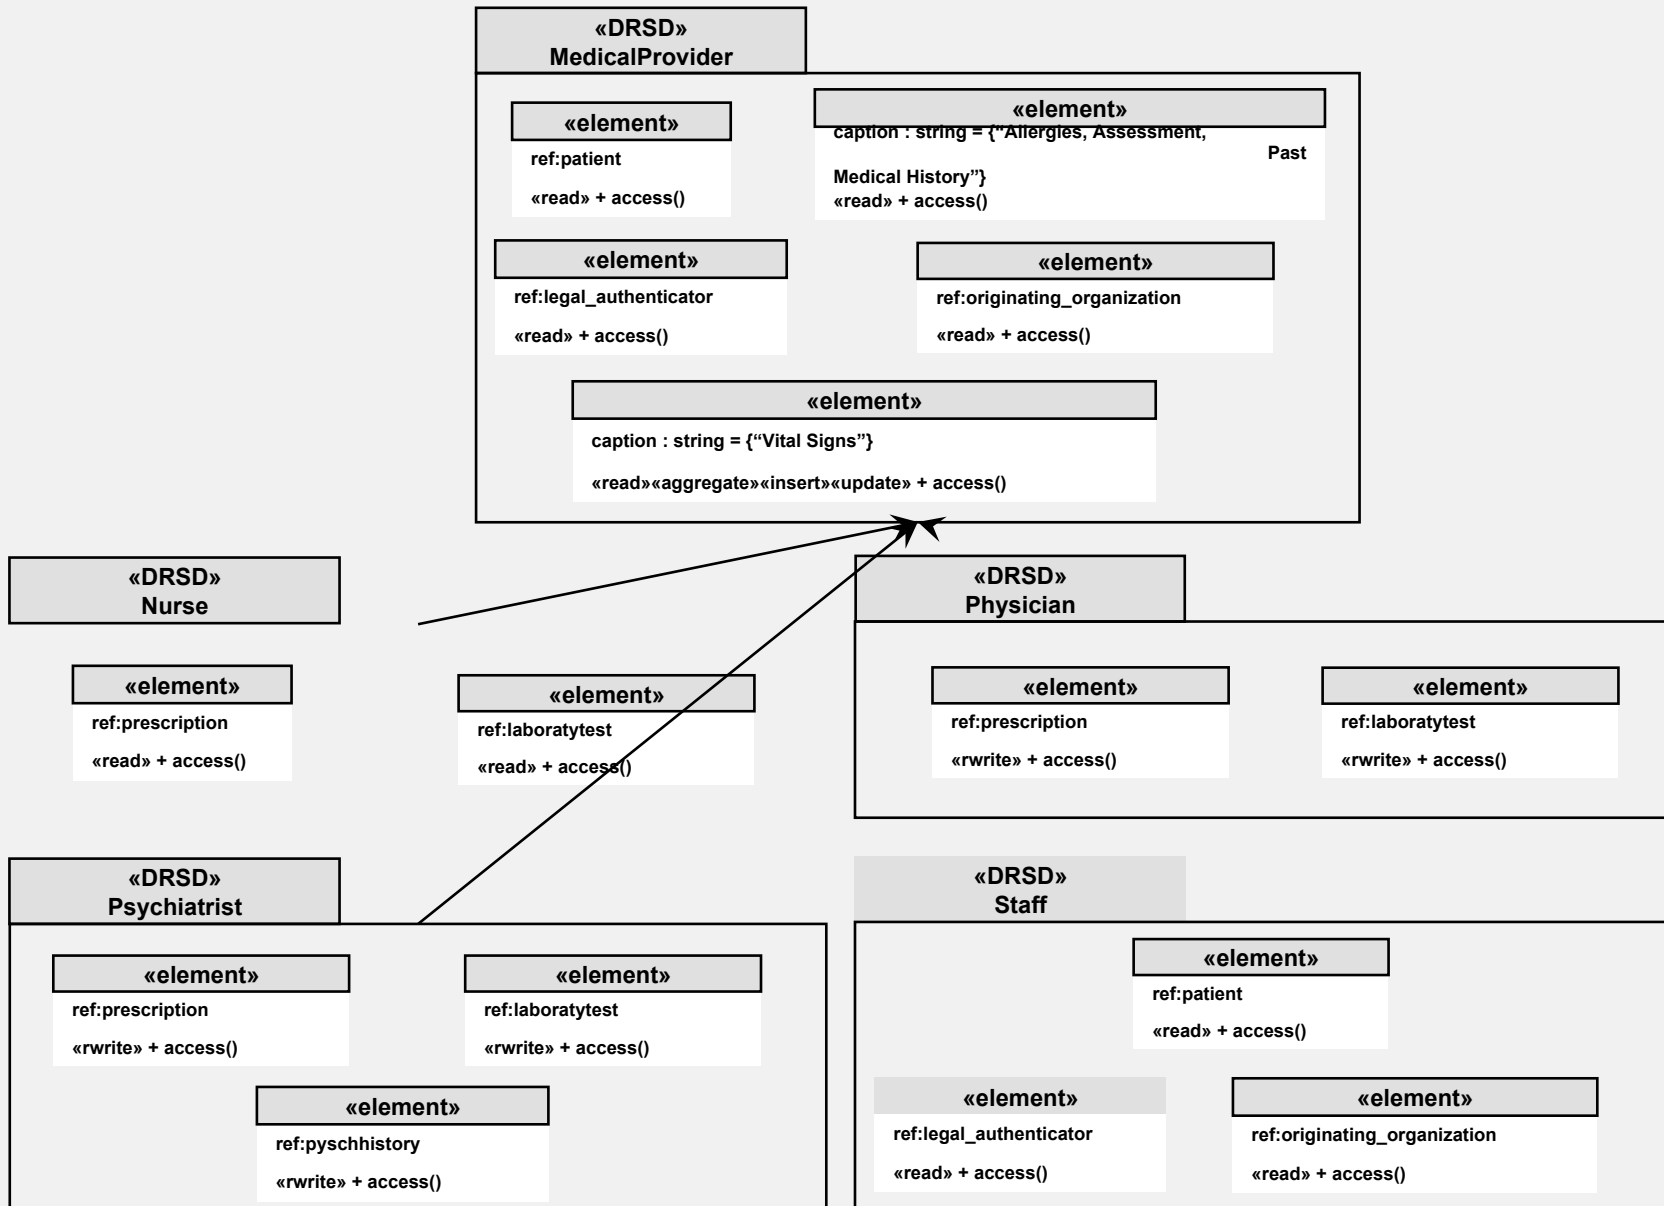 «DRSD»
MedicalProvider
«element»
ref:patient
«read» + access()
«element»
caption : string = {“Allergies, Assessment,
Past
Medical History”}
«read» + access()
«element»
ref:legal_authenticator
«read» + access()
«element»
ref:originating_organization
«read» + access()
«element»
caption : string = {“Vital Signs”}
«read»«aggregate»«insert»«update» + access()
«DRSD»
Nurse
«element»
ref:prescription
«read» + access()
«element»
ref:laboratytest
«read» + access()
«DRSD»
Physician
«element»
ref:prescription
«rwrite» + access()
«element»
ref:laboratytest
«rwrite» + access()
«DRSD»
Psychiatrist
«element»
ref:prescription
«rwrite» + access()
«element»
ref:laboratytest
«rwrite» + access()
«element»
ref:pyschhistory
«rwrite» + access()
«DRSD»
Staff
«element»
ref:patient
«read» + access()
«element»
ref:legal_authenticator
«read» + access()
«element»
ref:originating_organization
«read» + access()